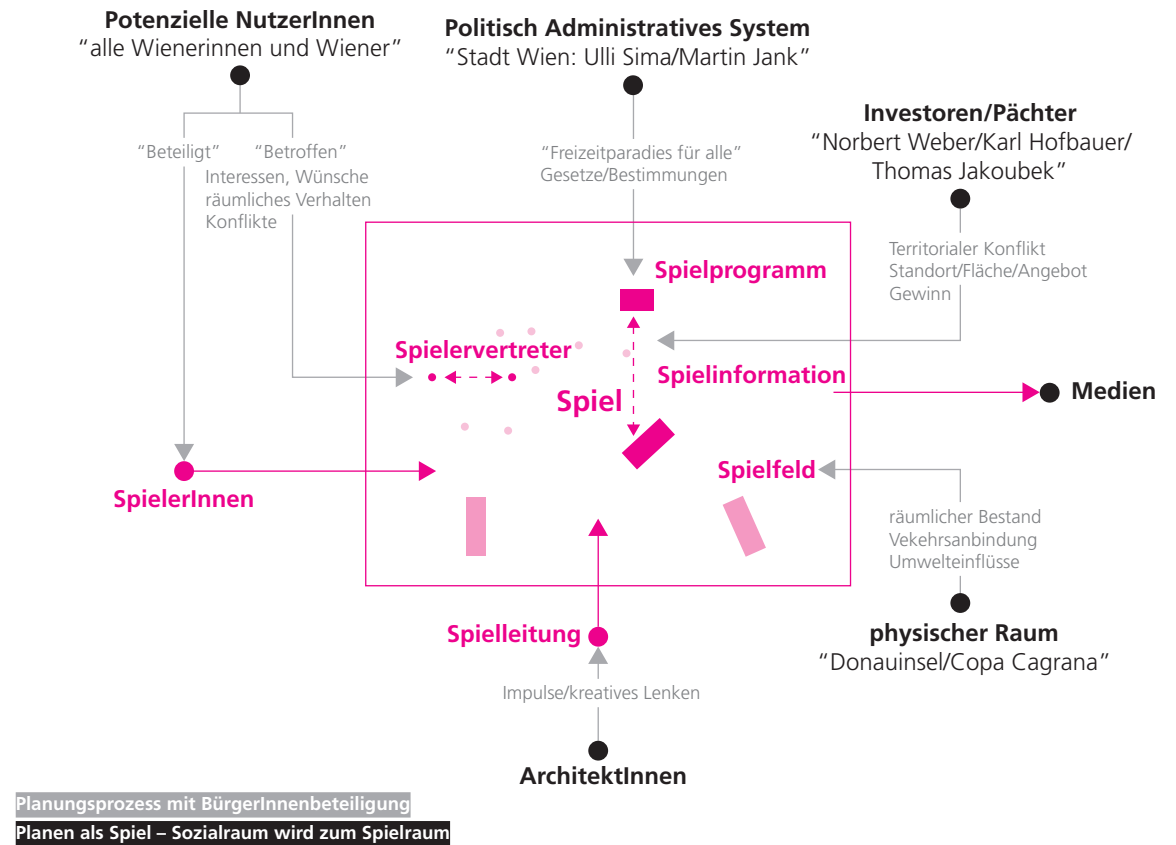 Potenzielle NutzerInnen
“alle Wienerinnen und Wiener”
Politisch Administratives System
“Stadt Wien: Ulli Sima/Martin Jank”
Investoren/Pächter
“Norbert Weber/Karl Hofbauer/
Thomas Jakoubek”
“Beteiligt”
“Betroffen”
Interessen, Wünsche
räumliches Verhalten
Konflikte
“Freizeitparadies für alle”
Gesetze/Bestimmungen
Territorialer Konflikt
Standort/Fläche/Angebot
Gewinn
Spielprogramm
Spielervertreter
Spielinformation
Spiel
Medien
Spielfeld
SpielerInnen
räumlicher Bestand
Vekehrsanbindung
Umwelteinflüsse
Spielleitung
physischer Raum
“Donauinsel/Copa Cagrana”
Impulse/kreatives Lenken
ArchitektInnen
Planungsprozess mit BürgerInnenbeteiligung
Planen als Spiel – Sozialraum wird zum Spielraum